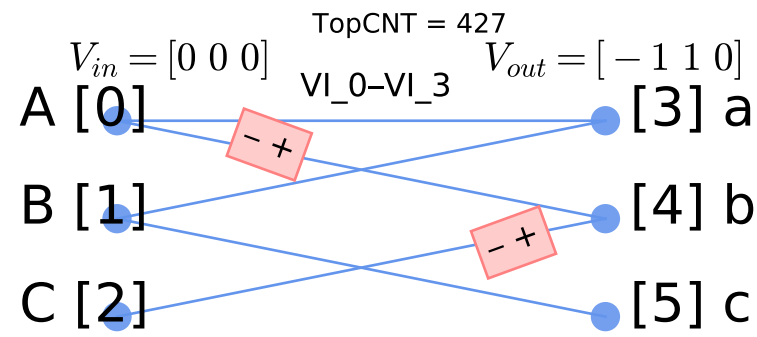 TopCNT = 427
V_in = [0 0 0]
V_out = [ − 1 1 0]
VI_0–VI_3
A [0]
[3] a
− +
B [1]
[4] b
− +
C [2]
[5] c